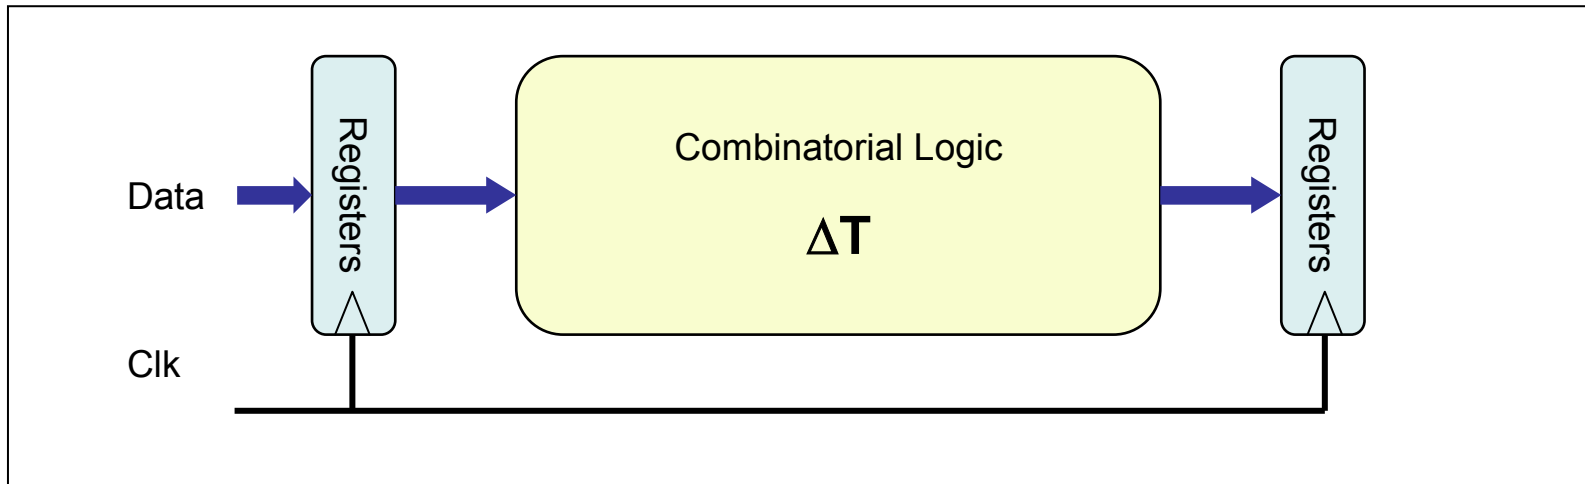 Data
Clk
Registers
Combinatorial Logic
ΔT
Registers